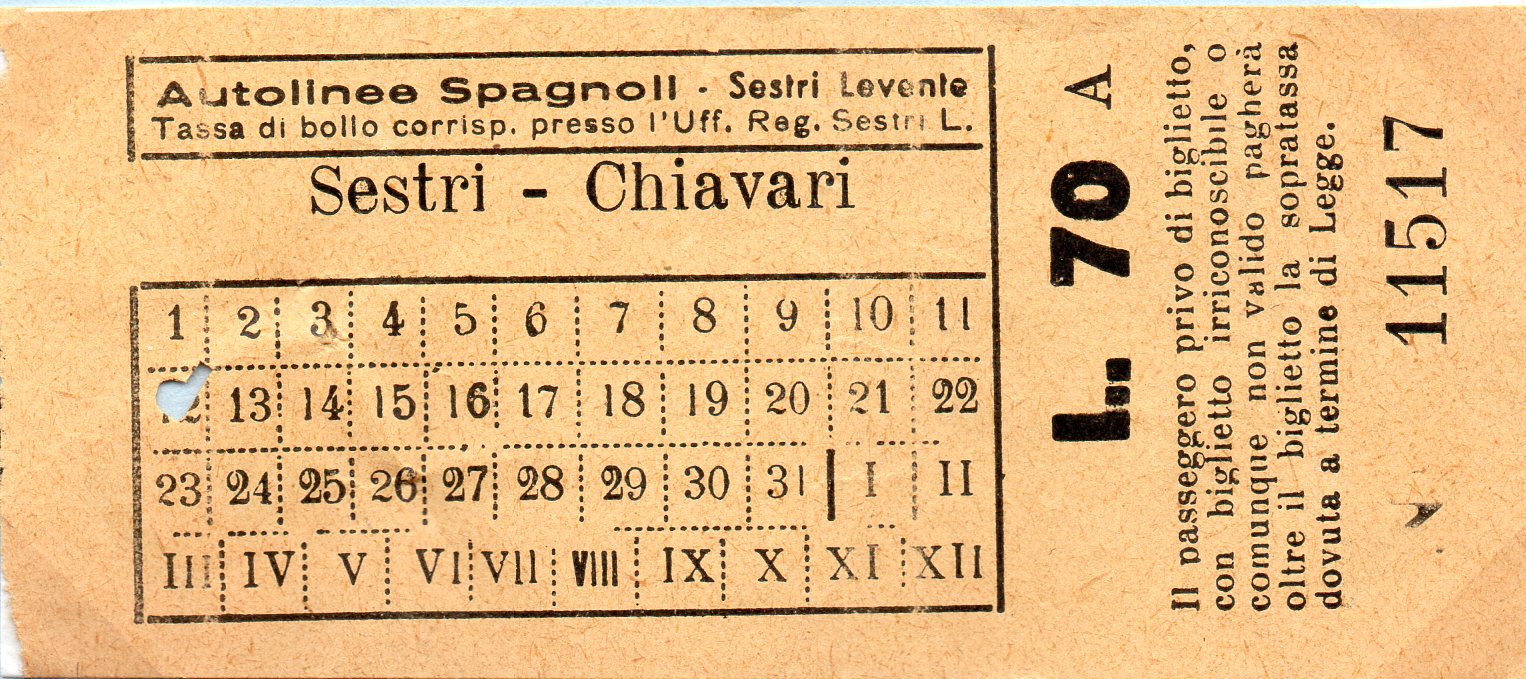 Autolinee Spagnoli - Sestri Levente
Tassa di bollo corrisp. presso l'Uff. Reg. Sestri L.
Sestri - Chiavari
1 2 3 4 5 6 7 8 9 10 11
12 13 14 15 16 17 18 19 20 21 22
23 24 25 26 27 28 29 30 31 I II
III IV V VI VII VIII IX X XI XII
L. 70 A
Il passeggero privo di biglietto,
con biglietto irriconoscibile o
comunque non valido pagherà
oltre il biglietto la sopratassa
dovuta a termine di Legge.
11517